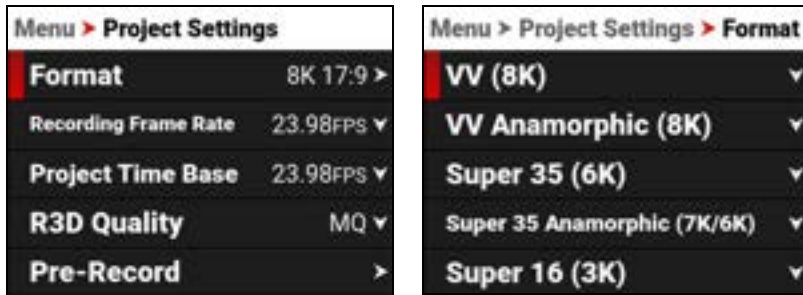 Menu ➤ Project Settings
Format 8K 17:9 ➤
Recording Frame Rate 23.98FPS
Project Time Base 23.98FPS
R3D Quality MQ
Pre-Record ➤
Menu ➤ Project Settings ➤ Format
VV (8K)
VV Anamorphic (8K)
Super 35 (6K)
Super 35 Anamorphic (7K/6K)
Super 16 (3K)